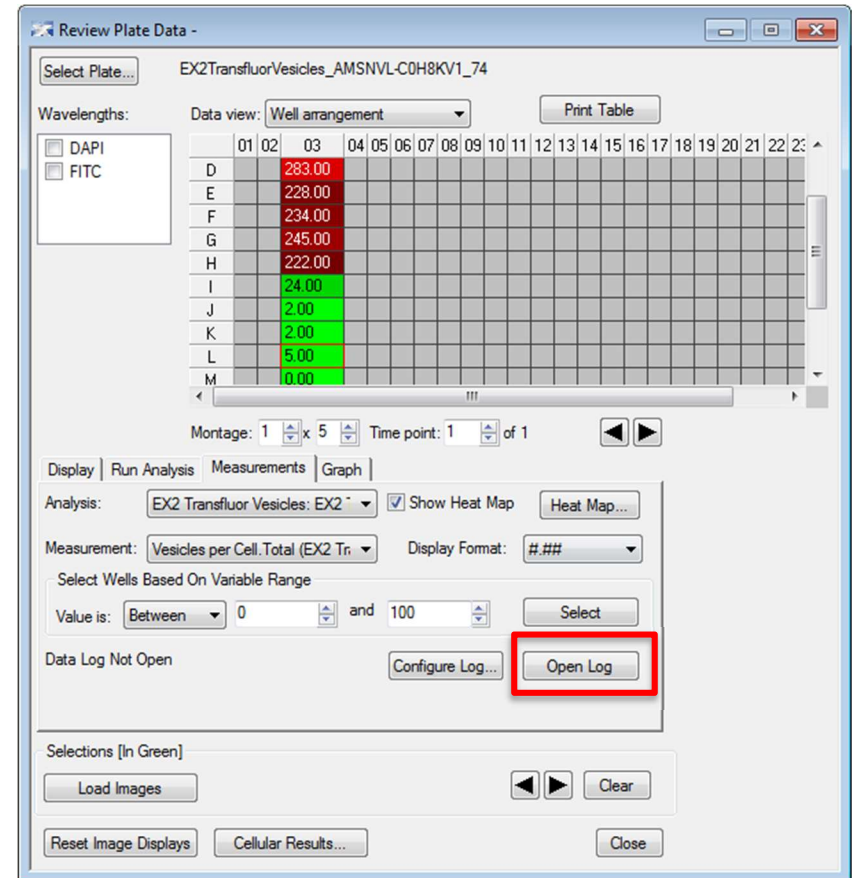 Review Plate Data -
Select Plate... EX2TransfluorVesicles_AMSNVL-C0H8KV1_74
Wavelengths: Data view: Well arrangement Print Table
DAPI
FITC
01 02 03 04 05 06 07 08 09 10 11 12 13 14 15 16 17 18 19 20 21 22 23
D 283.00
E 228.00
F 234.00
G 245.00
H 222.00
I 24.00
J 2.00
K 2.00
L 5.00
M 0.00
Montage: 1 x 5 Time point: 1 of 1
Display Run Analysis Measurements Graph
Analysis: EX2 Transfluor Vesicles: EX2 Show Heat Map Heat Map...
Measurement: Vesicles per Cell.Total (EX2 Display Format: #.##
Select Wells Based On Variable Range
Value is: Between 0 and 100 Select
Data Log Not Open Configure Log... Open Log
Selections [In Green]
Load Images Clear
Reset Image Displays Cellular Results... Close